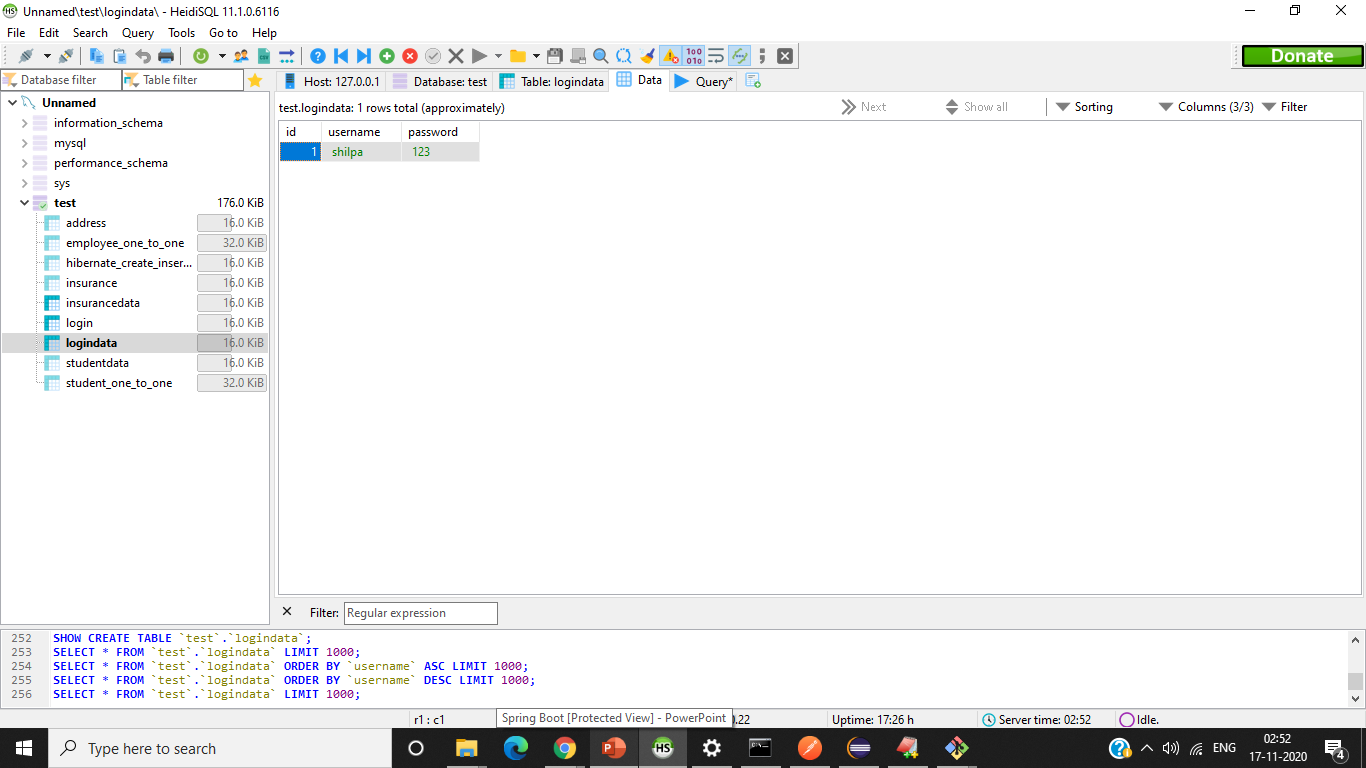 Unnamed\test\logindata\ - HeidiSQL 11.1.0.6116
File Edit Search Query Tools Go to Help
Donate
Database filter Table filter
Host: 127.0.0.1 Database: test Table: logindata Data Query*
Unnamed
information_schema
mysql
performance_schema
sys
test 176.0 KiB
address 16.0 KiB
employee_one_to_one 32.0 KiB
hibernate_create_inser... 16.0 KiB
insurance 16.0 KiB
insurancedata 16.0 KiB
login 16.0 KiB
logindata 16.0 KiB
studentdata 16.0 KiB
student_one_to_one 32.0 KiB
test.logindata: 1 rows total (approximately) Next Show all Sorting Columns (3/3) Filter
id username password
1 shilpa 123
Filter: Regular expression
252 SHOW CREATE TABLE `test`.`logindata`;
253 SELECT * FROM `test`.`logindata` LIMIT 1000;
254 SELECT * FROM `test`.`logindata` ORDER BY `username` ASC LIMIT 1000;
255 SELECT * FROM `test`.`logindata` ORDER BY `username` DESC LIMIT 1000;
256 SELECT * FROM `test`.`logindata` LIMIT 1000;
r1 : c1 Spring Boot [Protected View] - PowerPoint .22 Uptime: 17:26 h Server time: 02:52 Idle.
Type here to search
ENG
02:52
17-11-2020
4